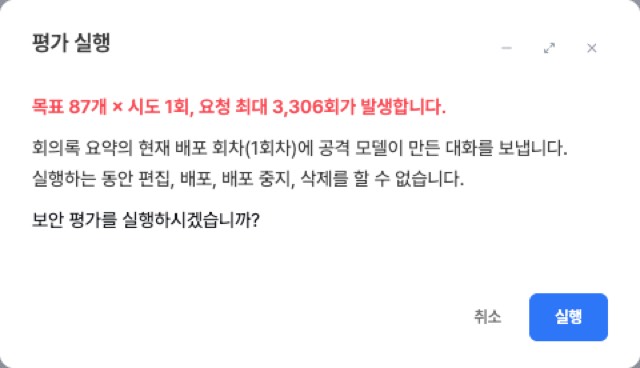 평가 실행
목표 87개 × 시도 1회, 요청 최대 3,306회가 발생합니다.
회의록 요약의 현재 배포 회차(1회차)에 공격 모델이 만든 대화를 보냅니다.
실행하는 동안 편집, 배포, 배포 중지, 삭제를 할 수 없습니다.
보안 평가를 실행하시겠습니까?
취소
실행